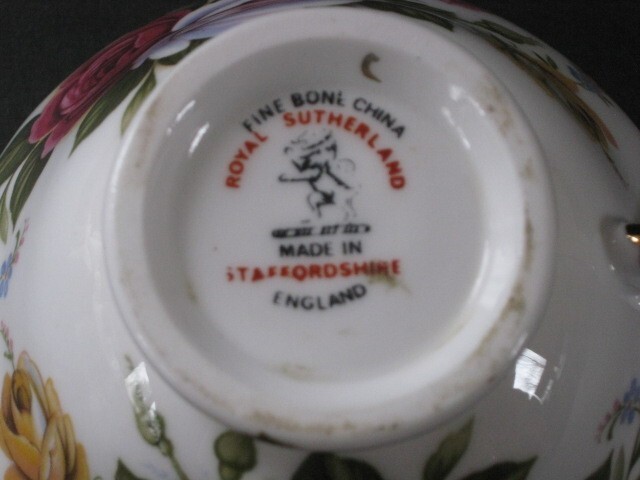 FINE BONE CHINA
ROYAL SUTHERLAND
MADE IN
STAFFORDSHIRE
ENGLAND